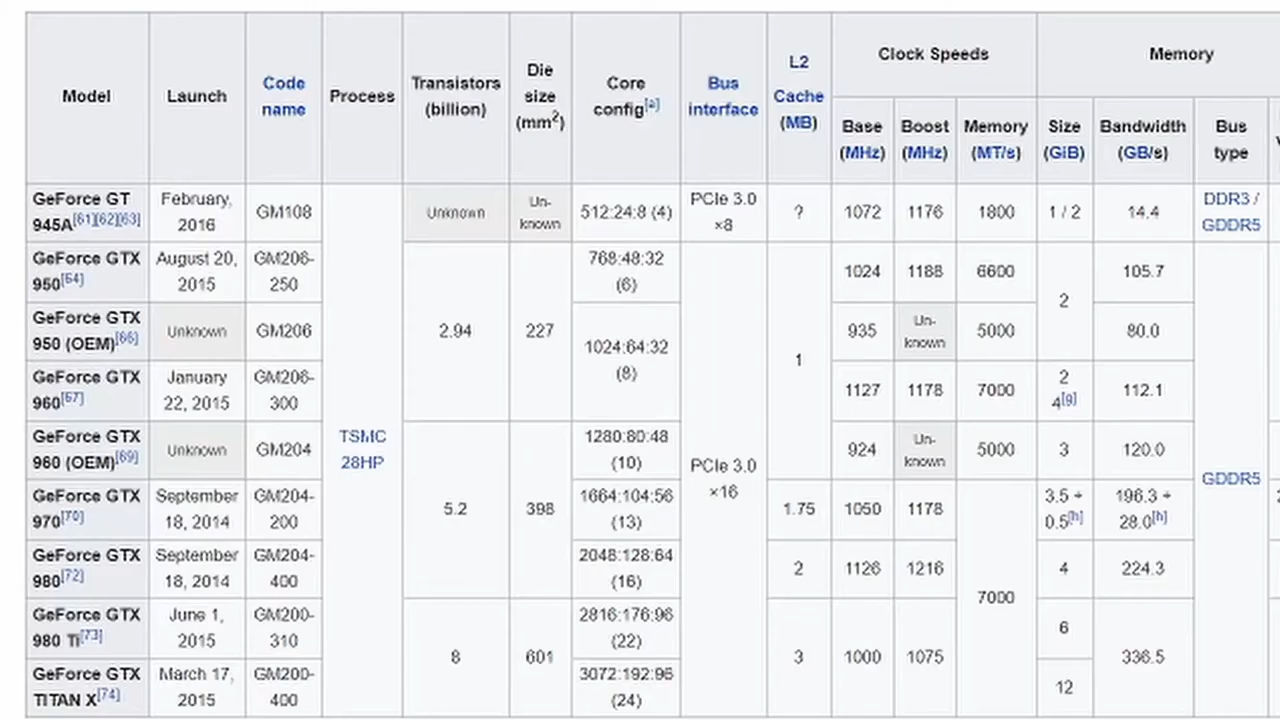 Model Launch Code name Process Transistors (billion) Die size (mm2) Core config[a] Bus interface L2 Cache (MB) Clock Speeds Memory
Base (MHz) Boost (MHz) Memory (MT/s) Size (GiB) Bandwidth (GB/s) Bus type
GeForce GT 945A[61][62][63] February, 2016 GM108 TSMC 28HP Unknown Un-known 512:24:8 (4) PCIe 3.0 ×8 ? 1072 1176 1800 1 / 2 14.4 DDR3 / GDDR5
GeForce GTX 950[64] August 20, 2015 GM206-250 2.94 227 768:48:32 (6) PCIe 3.0 ×16 1 1024 1188 6600 2 105.7 GDDR5
GeForce GTX 950 (OEM)[66] Unknown GM206 1024:64:32 (8) 935 Un-known 5000 80.0
GeForce GTX 960[67] January 22, 2015 GM206-300 1127 1178 7000 2 4[g] 112.1
GeForce GTX 960 (OEM)[69] Unknown GM204 5.2 398 1280:80:48 (10) 924 Un-known 5000 3 120.0
GeForce GTX 970[70] September 18, 2014 GM204-200 1664:104:56 (13) 1.75 1050 1178 7000 3.5 + 0.5[h] 196.3 + 28.0[h]
GeForce GTX 980[72] September 18, 2014 GM204-400 2048:128:64 (16) 2 1126 1216 4 224.3
GeForce GTX 980 Ti[73] June 1, 2015 GM200-310 8 601 2816:176:96 (22) 3 1000 1075 6 336.5
GeForce GTX TITAN X[74] March 17, 2015 GM200-400 3072:192:96 (24) 12